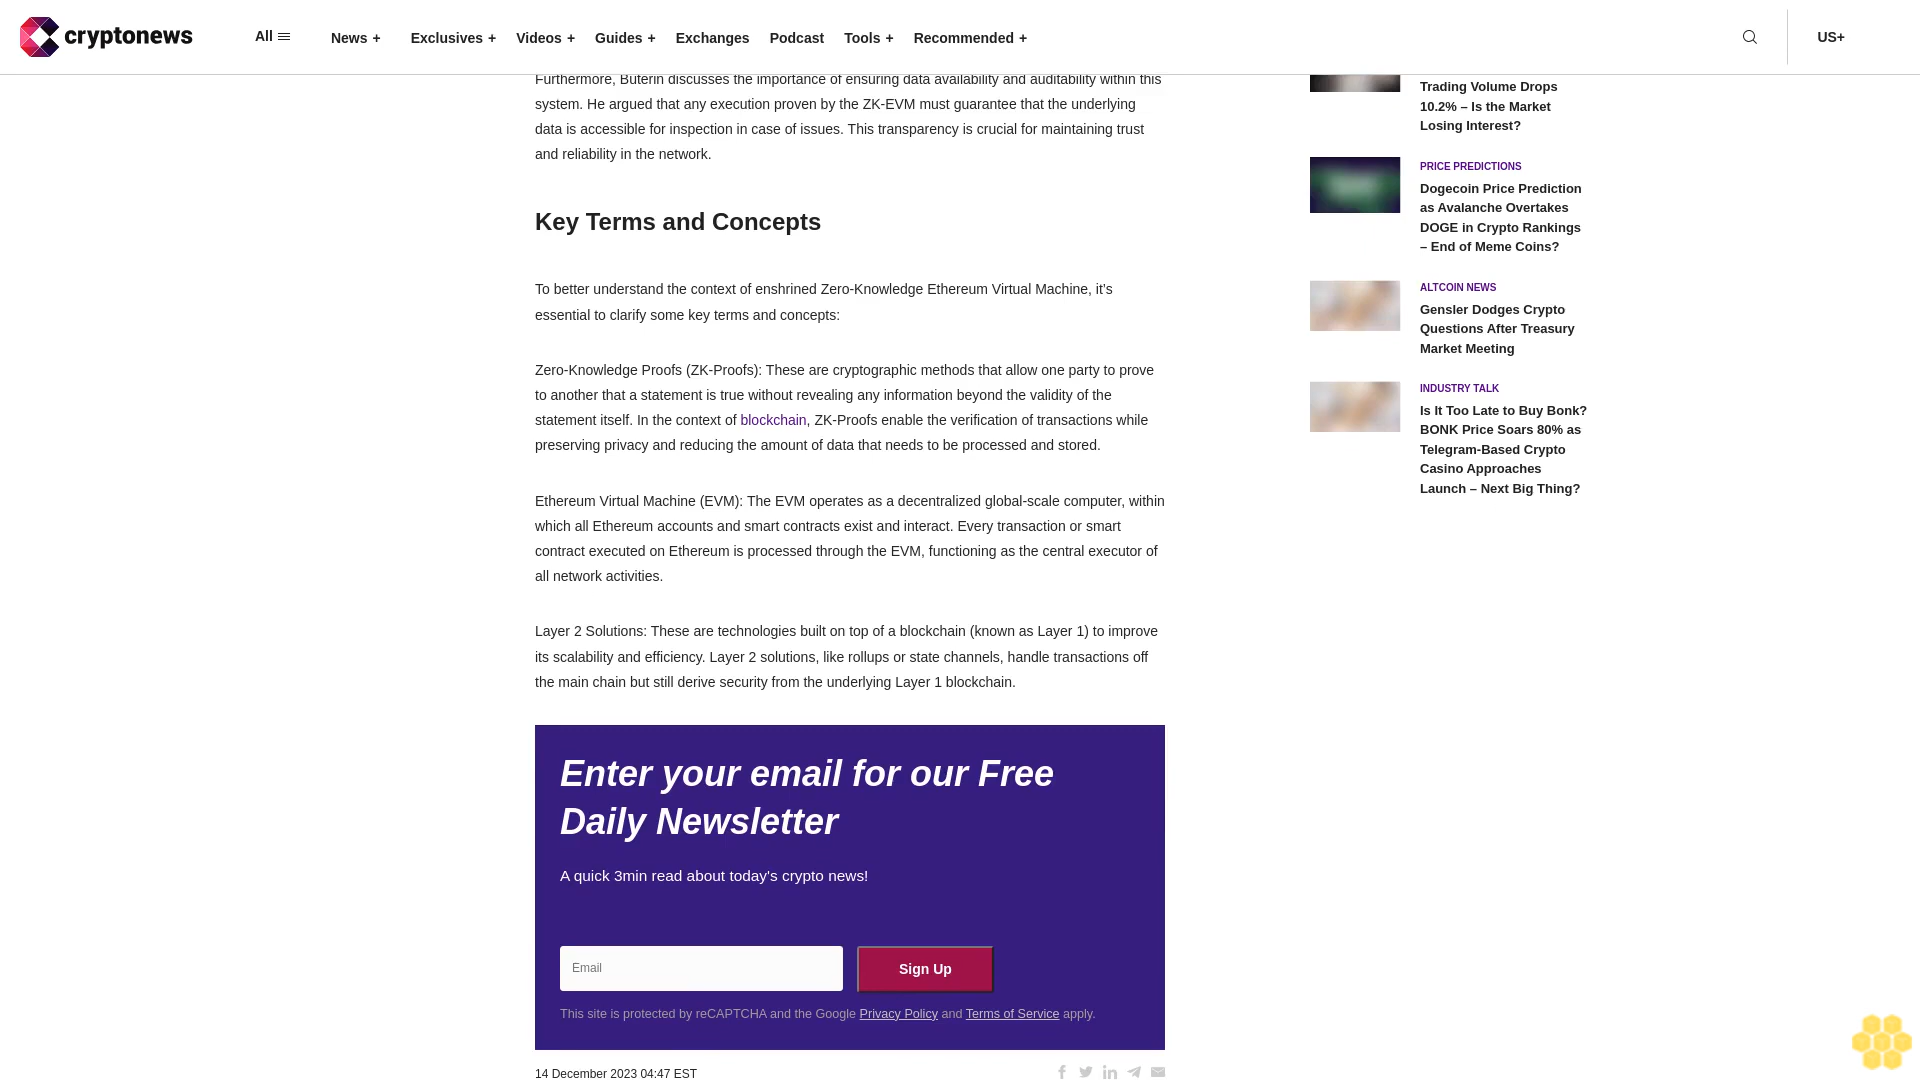 cryptonews
All
News +
Exclusives +
Videos +
Guides +
Exchanges
Podcast
Tools +
Recommended +
US+
Furthermore, Buterin discusses the importance of ensuring data availability and auditability within this
system. He argued that any execution proven by the ZK-EVM must guarantee that the underlying
data is accessible for inspection in case of issues. This transparency is crucial for maintaining trust
and reliability in the network.
Key Terms and Concepts
To better understand the context of enshrined Zero-Knowledge Ethereum Virtual Machine, it’s
essential to clarify some key terms and concepts:
Zero-Knowledge Proofs (ZK-Proofs): These are cryptographic methods that allow one party to prove
to another that a statement is true without revealing any information beyond the validity of the
statement itself. In the context of blockchain, ZK-Proofs enable the verification of transactions while
preserving privacy and reducing the amount of data that needs to be processed and stored.
Ethereum Virtual Machine (EVM): The EVM operates as a decentralized global-scale computer, within
which all Ethereum accounts and smart contracts exist and interact. Every transaction or smart
contract executed on Ethereum is processed through the EVM, functioning as the central executor of
all network activities.
Layer 2 Solutions: These are technologies built on top of a blockchain (known as Layer 1) to improve
its scalability and efficiency. Layer 2 solutions, like rollups or state channels, handle transactions off
the main chain but still derive security from the underlying Layer 1 blockchain.
Enter your email for our Free
Daily Newsletter
A quick 3min read about today's crypto news!
Email
Sign Up
This site is protected by reCAPTCHA and the Google Privacy Policy and Terms of Service apply.
14 December 2023 04:47 EST
Trading Volume Drops
10.2% – Is the Market
Losing Interest?
PRICE PREDICTIONS
Dogecoin Price Prediction
as Avalanche Overtakes
DOGE in Crypto Rankings
– End of Meme Coins?
ALTCOIN NEWS
Gensler Dodges Crypto
Questions After Treasury
Market Meeting
INDUSTRY TALK
Is It Too Late to Buy Bonk?
BONK Price Soars 80% as
Telegram-Based Crypto
Casino Approaches
Launch – Next Big Thing?